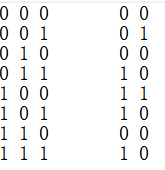 0 0 0 0 0
0 0 1 0 1
0 1 0 0 0
0 1 1 1 0
1 0 0 1 1
1 0 1 1 0
1 1 0 0 0
1 1 1 1 0